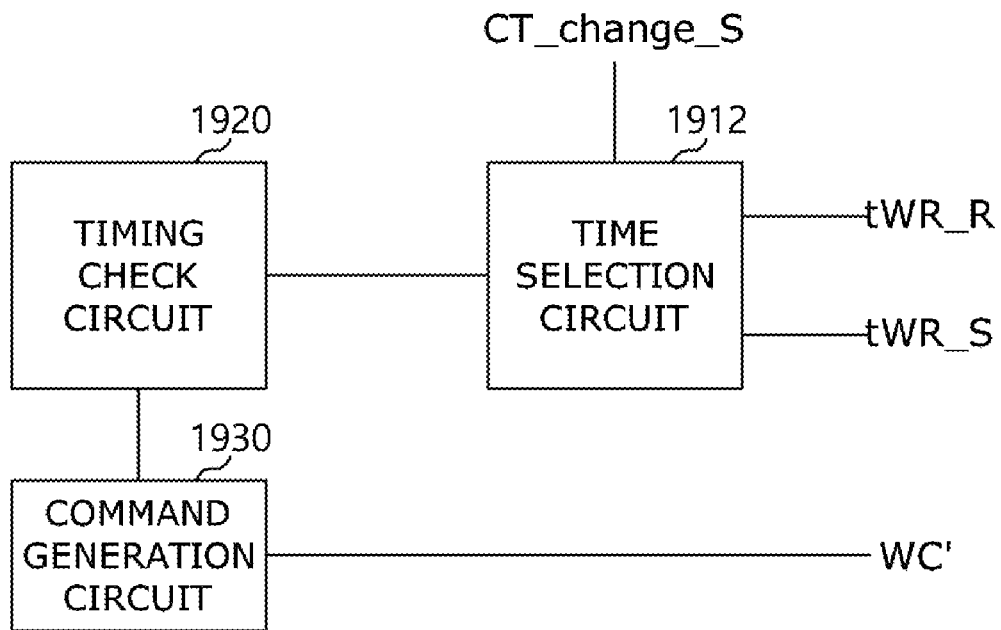 CT_change_S
1920
1912
TIMING
CHECK
CIRCUIT
TIME
SELECTION
CIRCUIT
tWR_R
tWR_S
1930
COMMAND
GENERATION
CIRCUIT
WC'